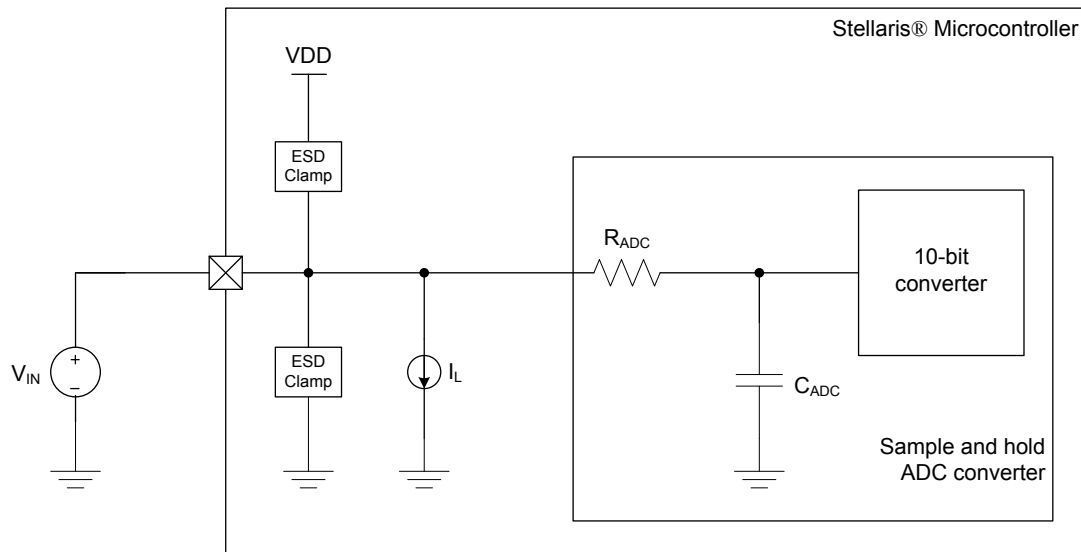 Stellaris® Microcontroller
VDD
ESD
Clamp
R_ADC
10-bit
converter
V_IN
+
–
ESD
Clamp
I_L
C_ADC
Sample and hold
ADC converter